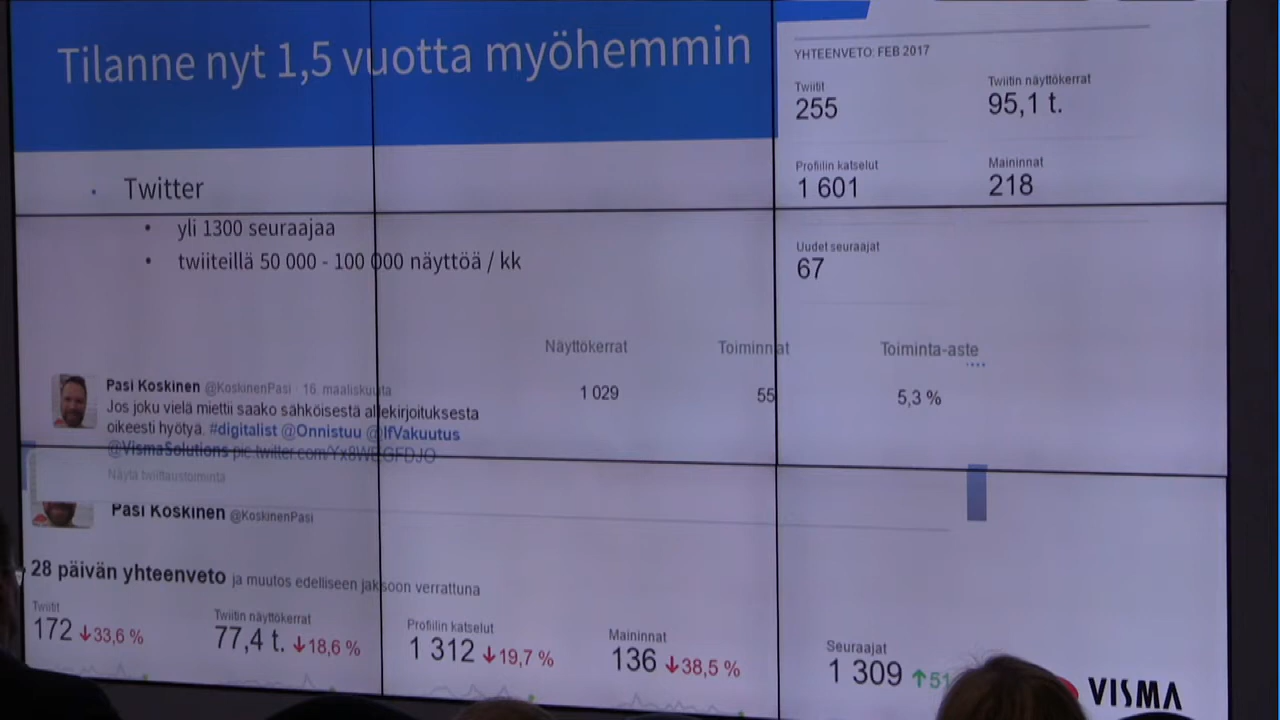 Tilanne nyt 1,5 vuotta myöhemmin
• Twitter
• yli 1300 seuraajaa
• twiiteillä 50 000 - 100 000 näyttöä / kk
YHTEENVETO: FEB 2017
Twiitit
255
Twiitin näyttökerrat
95,1 t.
Profiilin katselut
1 601
Maininnat
218
Uudet seuraajat
67
Näyttökerrat Toiminnat Toiminta-aste
1 029 55 5,3 %
Pasi Koskinen @KoskinenPasi · 16. maaliskuuta
Jos joku vielä miettii saako sähköisestä allekirjoituksesta
oikeesti hyötyä. #digitalist @Onnistuu @IfVakuutus
@VismaSolutions
Näytä twiittaustoiminta
Pasi Koskinen @KoskinenPasi
28 päivän yhteenveto ja muutos edelliseen jaksoon verrattuna
Twiitit
172 ↓33,6 %
Twiitin näyttökerrat
77,4 t. ↓18,6 %
Profiilin katselut
1 312 ↓19,7 %
Maininnat
136 ↓38,5 %
Seuraajat
1 309 ↑51
VISMA